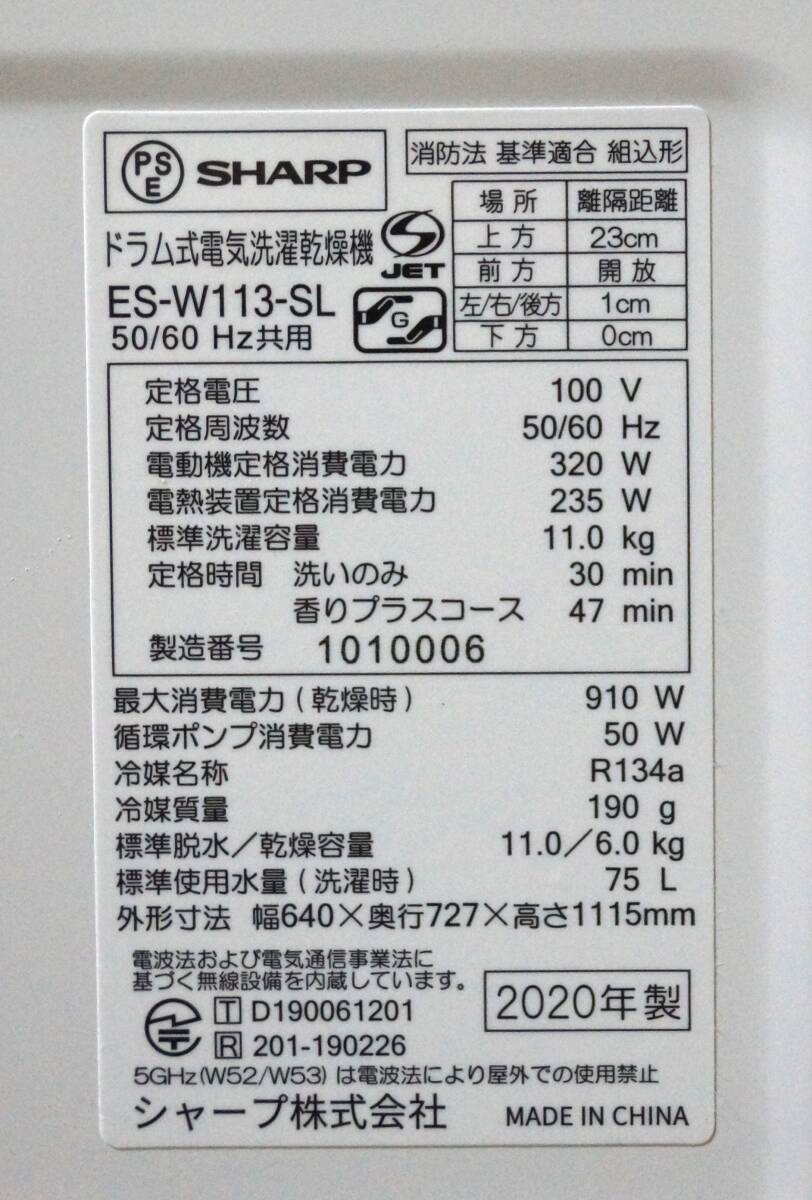 PSE SHARP
消防法 基準適合 組込形
ドラム式電気洗濯乾燥機
S JET
ES-W113-SL
G
50/60 Hz共用
場所 離隔距離
上方 23cm
前方 開放
左/右/後方 1cm
下方 0cm
定格電圧 100 V
定格周波数 50/60 Hz
電動機定格消費電力 320 W
電熱装置定格消費電力 235 W
標準洗濯容量 11.0 kg
定格時間 洗いのみ 30 min
香りプラスコース 47 min
製造番号 1010006
最大消費電力(乾燥時) 910 W
循環ポンプ消費電力 50 W
冷媒名称 R134a
冷媒質量 190 g
標準脱水/乾燥容量 11.0/6.0 kg
標準使用水量(洗濯時) 75 L
外形寸法 幅640×奥行727×高さ1115mm
電波法および電気通信事業法に
基づく無線設備を内蔵しています。
T D190061201
R 201-190226
2020年製
5GHz(W52/W53)は電波法により屋外での使用禁止
シャープ株式会社 MADE IN CHINA